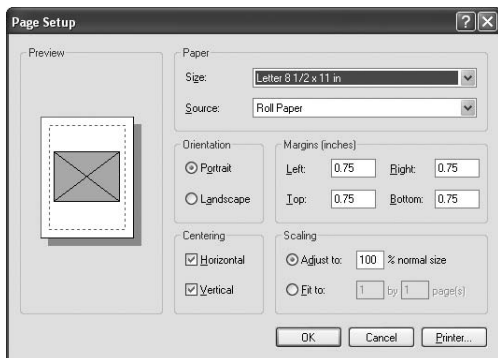 Page Setup
Preview
Paper
Size: Letter 8 1/2 x 11 in
Source: Roll Paper
Orientation
Portrait
Landscape
Margins (inches)
Left: 0.75 Right: 0.75
Top: 0.75 Bottom: 0.75
Centering
Horizontal
Vertical
Scaling
Adjust to: 100 % normal size
Fit to: 1 by 1 page(s)
OK Cancel Printer...